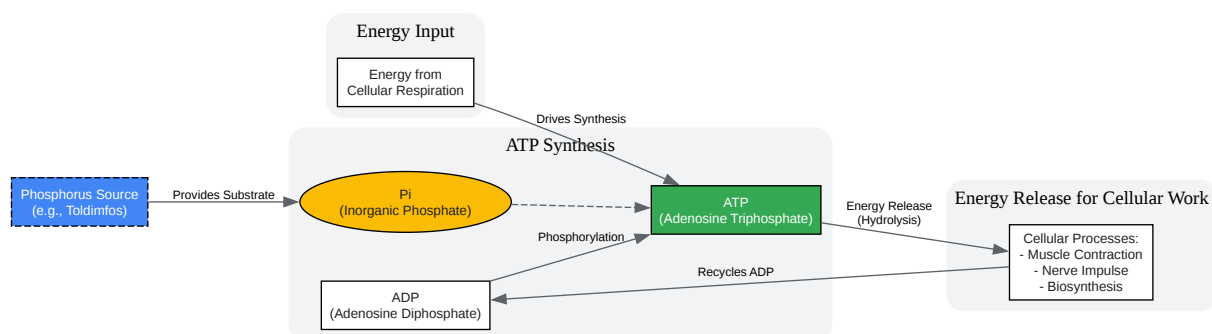 Energy Input
Energy from
Cellular Respiration
Drives Synthesis
ATP Synthesis
Phosphorus Source
(e.g., Toldimfos)
Provides Substrate
Pi
(Inorganic Phosphate)
ATP
(Adenosine Triphosphate)
Energy Release
(Hydrolysis)
Energy Release for Cellular Work
Cellular Processes:
- Muscle Contraction
- Nerve Impulse
- Biosynthesis
Phosphorylation
Recycles ADP
ADP
(Adenosine Diphosphate)